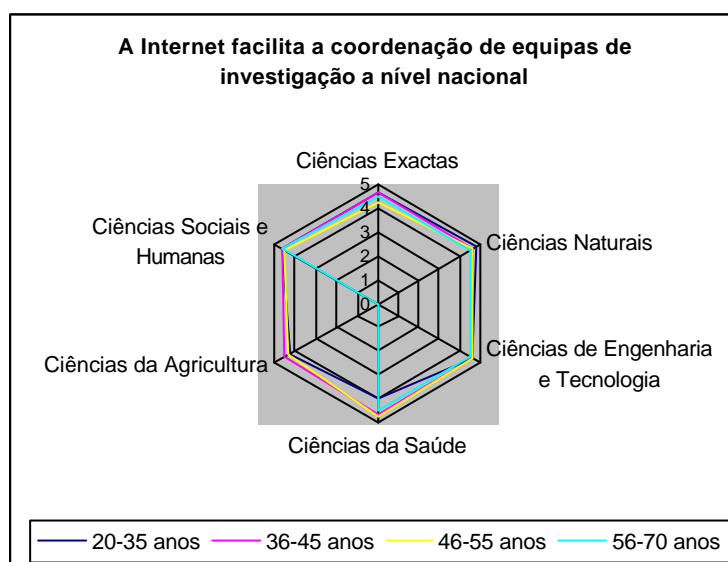 A Internet facilita a coordenação de equipas de
investigação a nível nacional
Ciências Exactas
5
4
3
2
1
0
Ciências Sociais e
Humanas
Ciências Naturais
Ciências da Agricultura
Ciências de Engenharia
e Tecnologia
Ciências da Saúde
20-35 anos 36-45 anos 46-55 anos 56-70 anos